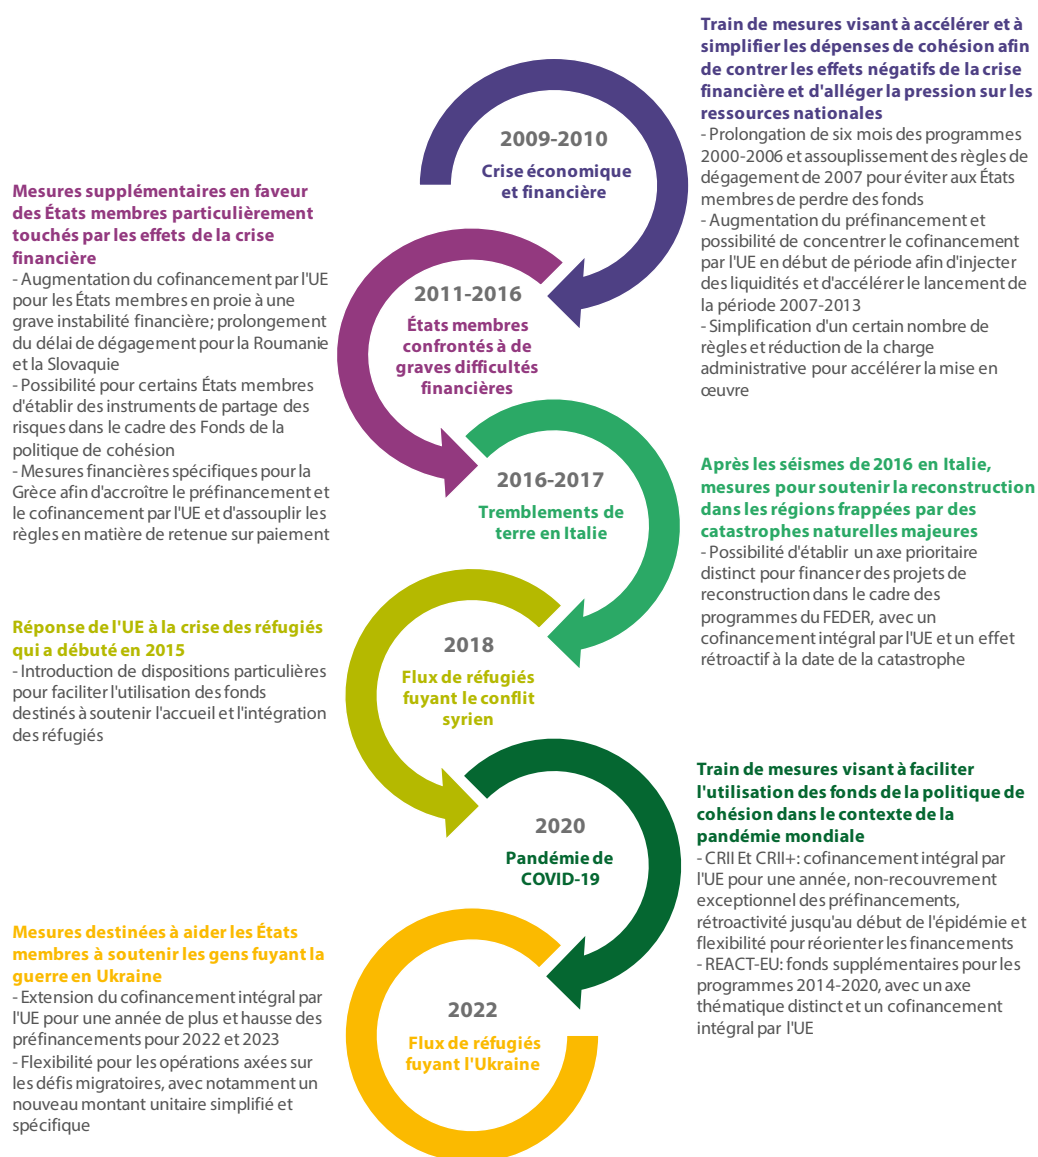 Train de mesures visant à accélérer et à
simplifier les dépenses de cohésion afin
de contrer les effets négatifs de la crise
financière et d'alléger la pression sur les
ressources nationales
- Prolongation de six mois des programmes
2000-2006 et assouplissement des règles de
dégagement de 2007 pour éviter aux États
membres de perdre des fonds
- Augmentation du préfinancement et
possibilité de concentrer le cofinancement
par l'UE en début de période afin d'injecter
des liquidités et d'accélérer le lancement de
la période 2007-2013
- Simplification d'un certain nombre de
règles et réduction de la charge
administrative pour accélérer la mise en
œuvre
2009-2010
Crise économique
et financière
Mesures supplémentaires en faveur
des États membres particulièrement
touchés par les effets de la crise
financière
- Augmentation du cofinancement par l'UE
pour les États membres en proie à une
grave instabilité financière; prolongement
du délai de dégagement pour la Roumanie
et la Slovaquie
- Possibilité pour certains États membres
d'établir des instruments de partage des
risques dans le cadre des Fonds de la
politique de cohésion
- Mesures financières spécifiques pour la
Grèce afin d'accroître le préfinancement et
le cofinancement par l'UE et d'assouplir les
règles en matière de retenue sur paiement
2011-2016
États membres
confrontés à de
graves difficultés
financières
2016-2017
Tremblements de
terre en Italie
Après les séismes de 2016 en Italie,
mesures pour soutenir la reconstruction
dans les régions frappées par des
catastrophes naturelles majeures
- Possibilité d'établir un axe prioritaire
distinct pour financer des projets de
reconstruction dans le cadre des
programmes du FEDER, avec un
cofinancement intégral par l'UE et un effet
rétroactif à la date de la catastrophe
Réponse de l'UE à la crise des réfugiés
qui a débuté en 2015
- Introduction de dispositions particulières
pour faciliter l'utilisation des fonds
destinés à soutenir l'accueil et l'intégration
des réfugiés
2018
Flux de réfugiés
fuyant le conflit
syrien
2020
Pandémie de
COVID-19
Train de mesures visant à faciliter
l'utilisation des fonds de la politique de
cohésion dans le contexte de la
pandémie mondiale
- CRII Et CRII+: cofinancement intégral par
l'UE pour une année, non-recouvrement
exceptionnel des préfinancements,
rétroactivité jusqu'au début de l'épidémie et
flexibilité pour réorienter les financements
- REACT-EU: fonds supplémentaires pour les
programmes 2014-2020, avec un axe
thématique distinct et un cofinancement
intégral par l'UE
Mesures destinées à aider les États
membres à soutenir les gens fuyant la
guerre en Ukraine
- Extension du cofinancement intégral par
l'UE pour une année de plus et hausse des
préfinancements pour 2022 et 2023
- Flexibilité pour les opérations axées sur
les défis migratoires, avec notamment un
nouveau montant unitaire simplifié et
spécifique
2022
Flux de réfugiés
fuyant l'Ukraine